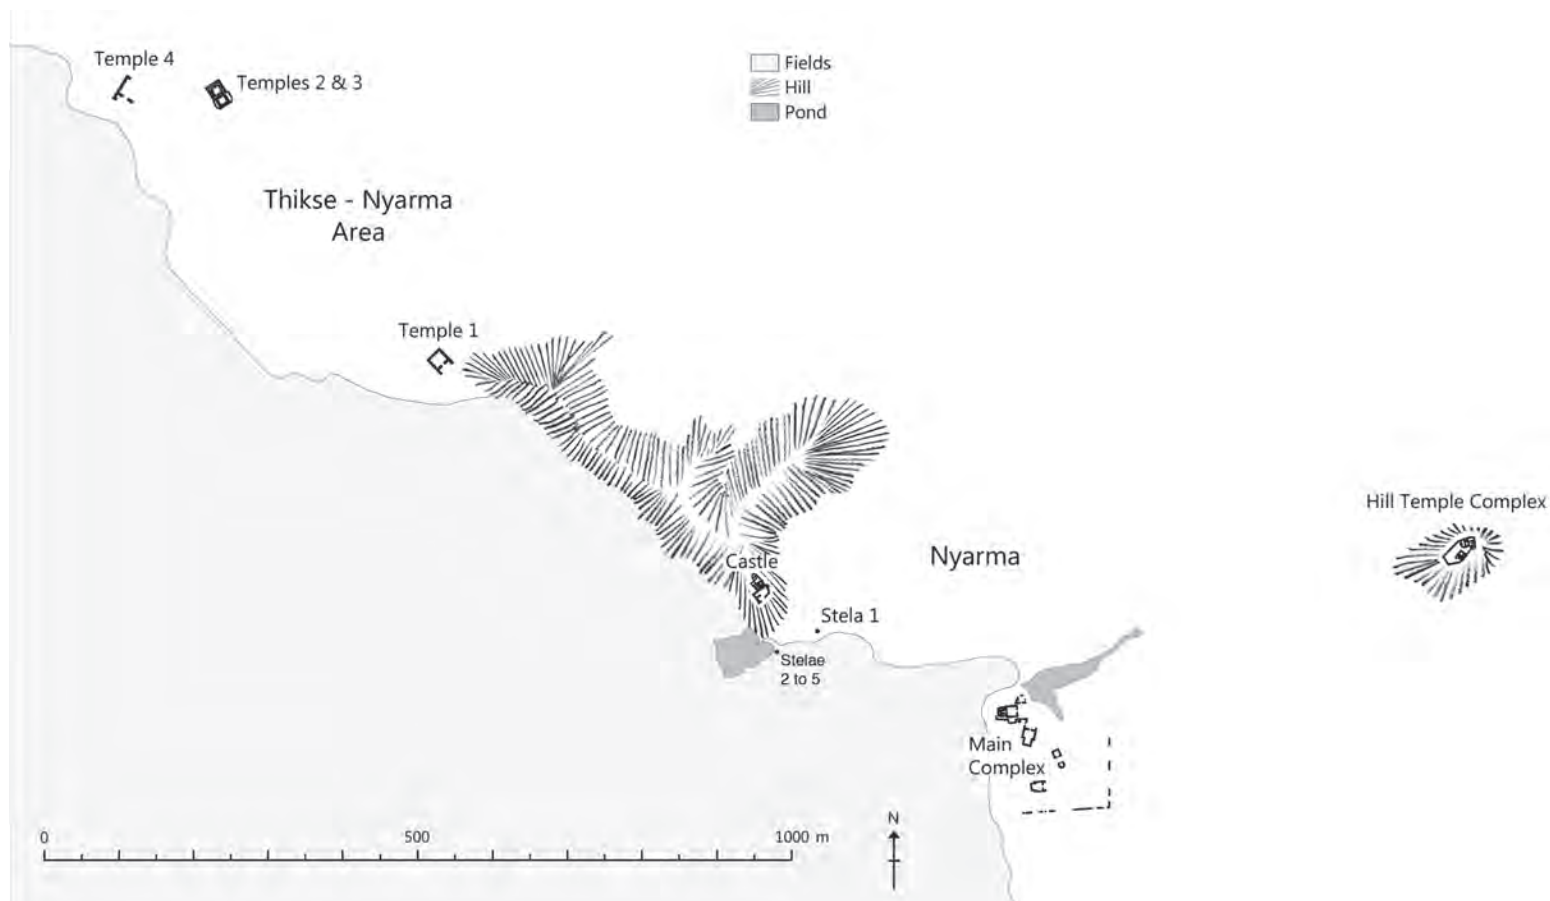 Temple 4
Temples 2 & 3
Fields
Hill
Pond
Thikse - Nyarma
Area
Temple 1
Hill Temple Complex
Castle
Nyarma
Stela 1
Stelae
2 to 5
Main
Complex
0 500 1000 m
N